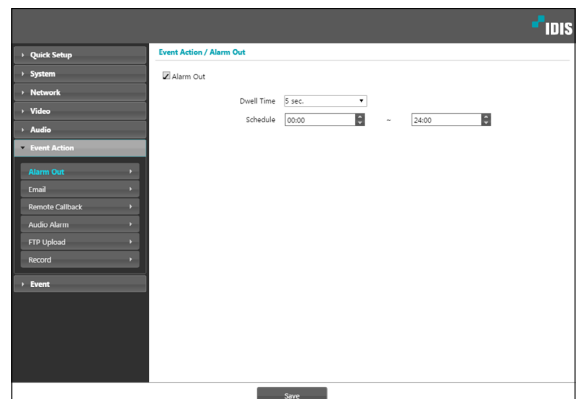 IDIS
Quick Setup
System
Network
Video
Audio
Event Action
Alarm Out
Email
Remote Callback
Audio Alarm
FTP Upload
Record
Event
Event Action / Alarm Out
Alarm Out
Dwell Time 5 sec.
Schedule 00:00 ~ 24:00
Save